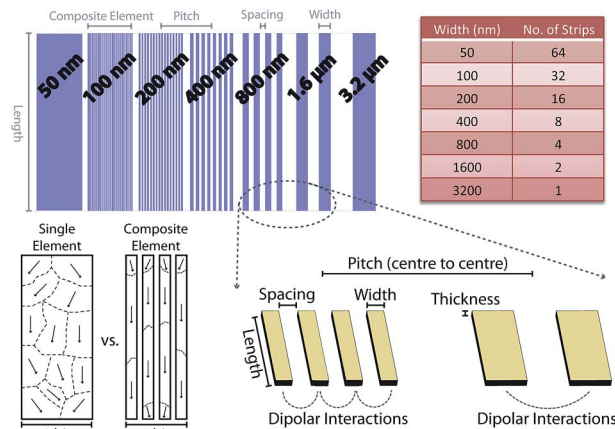 Composite Element
Pitch
Spacing
Width
Length
50 nm
100 nm
200 nm
400 nm
800 nm
1.6 µm
3.2 µm
Width (nm)	No. of Strips
50	64
100	32
200	16
400	8
800	4
1600	2
3200	1
Single
Element
Composite
Element
vs.
Pitch (centre to centre)
Spacing
Width
Thickness
Length
Dipolar Interactions
Dipolar Interactions